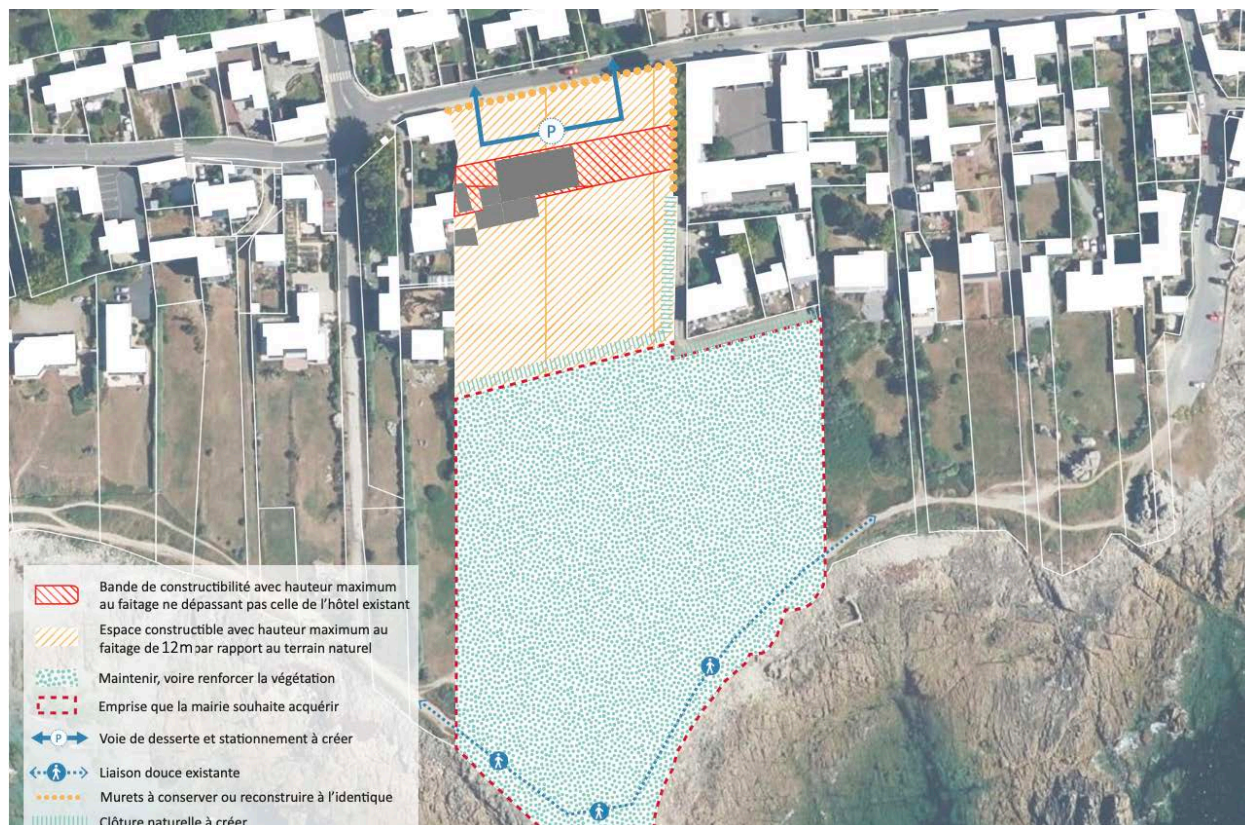 P
Bande de constructibilité avec hauteur maximum
au faitage ne dépassant pas celle de l'hôtel existant
Espace constructible avec hauteur maximum au
faitage de 12m par rapport au terrain naturel
Maintenir, voire renforcer la végétation
Emprise que la mairie souhaite acquérir
P Voie de desserte et stationnement à créer
Liaison douce existante
Murets à conserver ou reconstruire à l'identique
Clôture naturelle à créer